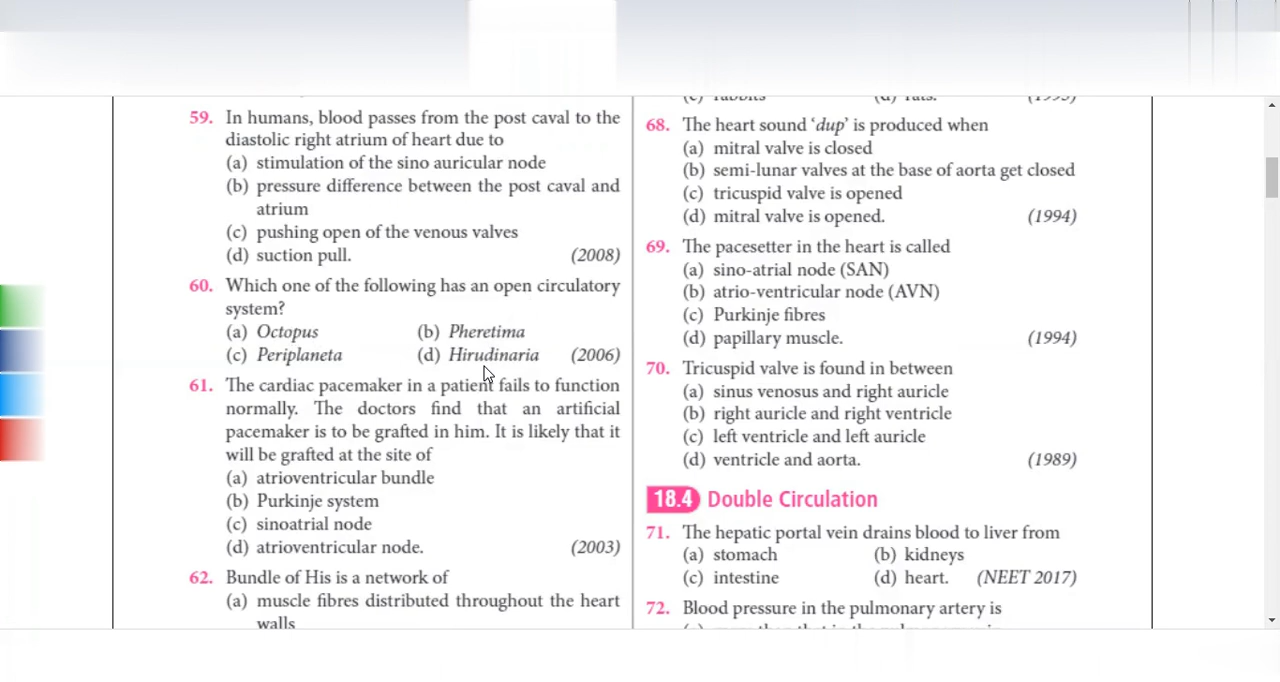 59. In humans, blood passes from the post caval to the
diastolic right atrium of heart due to
(a) stimulation of the sino auricular node
(b) pressure difference between the post caval and
atrium
(c) pushing open of the venous valves
(d) suction pull. (2008)
60. Which one of the following has an open circulatory
system?
(a) Octopus (b) Pheretima
(c) Periplaneta (d) Hirudinaria (2006)
61. The cardiac pacemaker in a patient fails to function
normally. The doctors find that an artificial
pacemaker is to be grafted in him. It is likely that it
will be grafted at the site of
(a) atrioventricular bundle
(b) Purkinje system
(c) sinoatrial node
(d) atrioventricular node. (2003)
62. Bundle of His is a network of
(a) muscle fibres distributed throughout the heart
walls
(c) rabbits (d) rats. (1993)
68. The heart sound ‘dup’ is produced when
(a) mitral valve is closed
(b) semi-lunar valves at the base of aorta get closed
(c) tricuspid valve is opened
(d) mitral valve is opened. (1994)
69. The pacesetter in the heart is called
(a) sino-atrial node (SAN)
(b) atrio-ventricular node (AVN)
(c) Purkinje fibres
(d) papillary muscle. (1994)
70. Tricuspid valve is found in between
(a) sinus venosus and right auricle
(b) right auricle and right ventricle
(c) left ventricle and left auricle
(d) ventricle and aorta. (1989)
18.4 Double Circulation
71. The hepatic portal vein drains blood to liver from
(a) stomach (b) kidneys
(c) intestine (d) heart. (NEET 2017)
72. Blood pressure in the pulmonary artery is